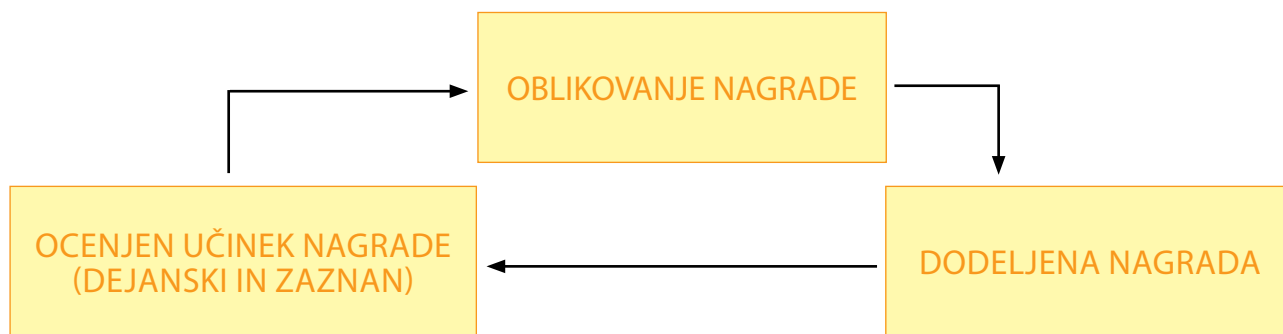 OBLIKOVANJE NAGRADE
OCENJEN UČINEK NAGRADE
(DEJANSKI IN ZAZNAN)
DODELJENA NAGRADA